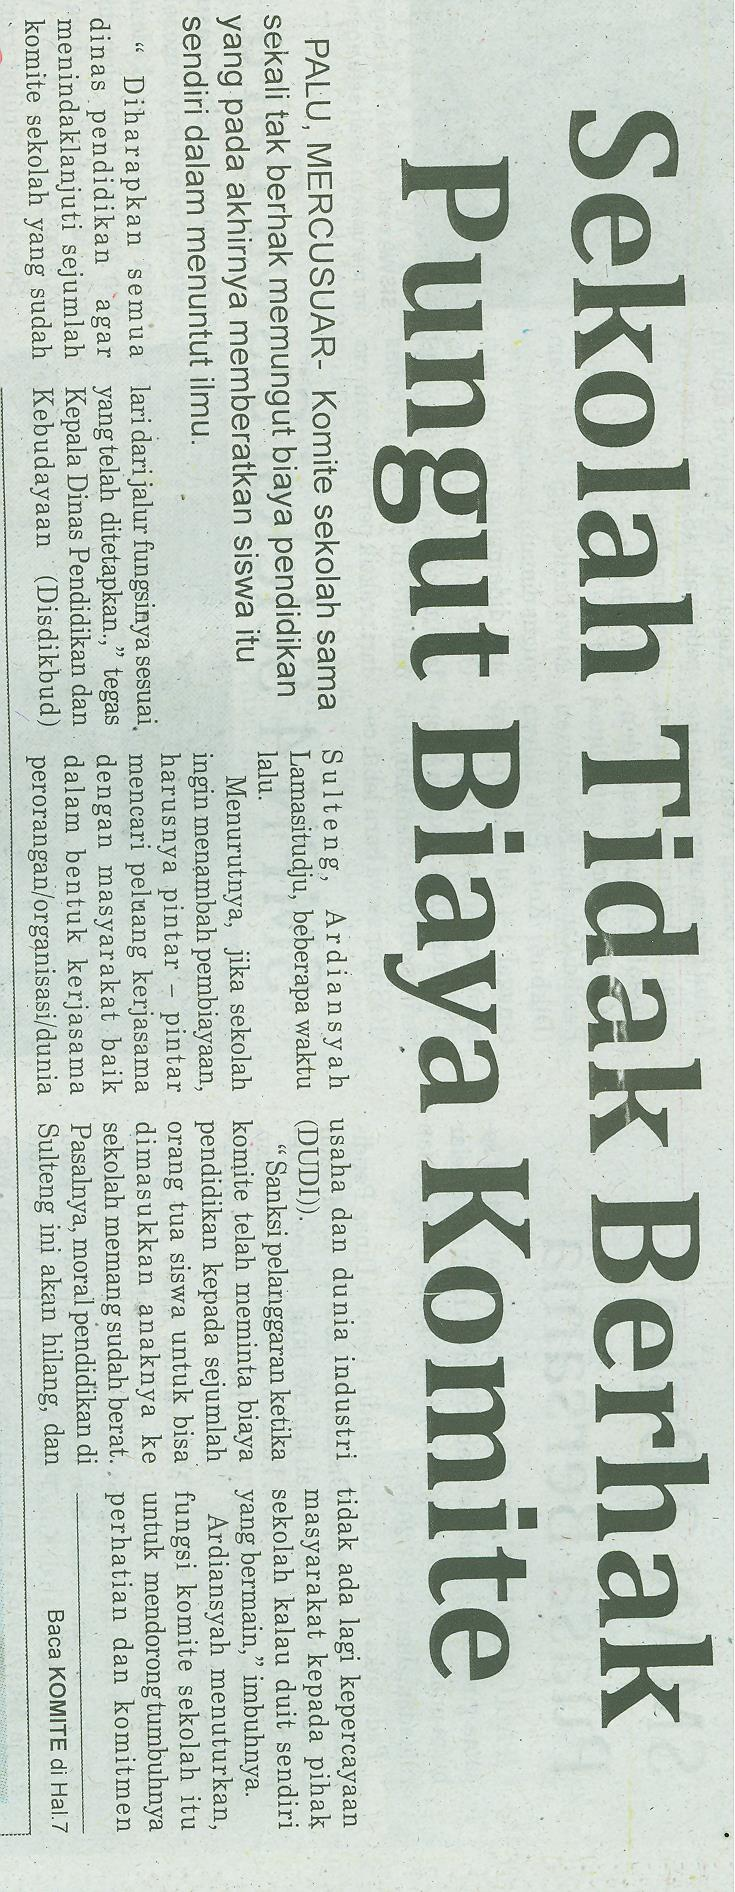 Sekolah Tidak Berhak
Pungut Biaya Komite
PALU, MERCUSUAR- Komite sekolah sama
sekali tak berhak memungut biaya pendidikan
yang pada akhirnya memberatkan siswa itu
sendiri dalam menuntut ilmu.
“ Diharapkan semua
dinas pendidikan agar
menindaklanjuti sejumlah
komite sekolah yang sudah
lari dari jalur fungsinya sesuai
yang telah ditetapkan.,” tegas
Kepala Dinas Pendidikan dan
Kebudayaan (Disdikbud)
Sulteng, Ardiansyah
Lamasitudju, beberapa waktu
lalu.
Menurutnya, jika sekolah
ingin menambah pembiayaan,
harusnya pintar – pintar
mencari peluang kerjasama
dengan masyarakat baik
dalam bentuk kerjasama
perorangan/organisasi/dunia
usaha dan dunia industri
(DUDI)).
“Sanksi pelanggaran ketika
komite telah meminta biaya
pendidikan kepada sejumlah
orang tua siswa untuk bisa
dimasukkan anaknya ke
sekolah memang sudah berat.
Pasalnya, moral pendidikan di
Sulteng ini akan hilang, dan
tidak ada lagi kepercayaan
masyarakat kepada pihak
sekolah kalau duit sendiri
yang bermain,” imbuhnya.
Ardiansyah menuturkan,
fungsi komite sekolah itu
untuk mendorong tumbuhnya
perhatian dan komitmen
Baca KOMITE di Hal.7